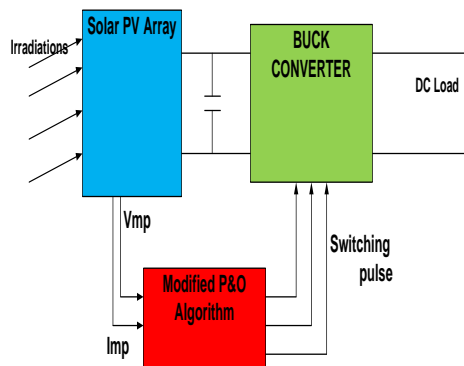 Irradiations
Solar PV Array
BUCK
CONVERTER
DC Load
Vmp
Switching
pulse
Modified P&O
Algorithm
Imp